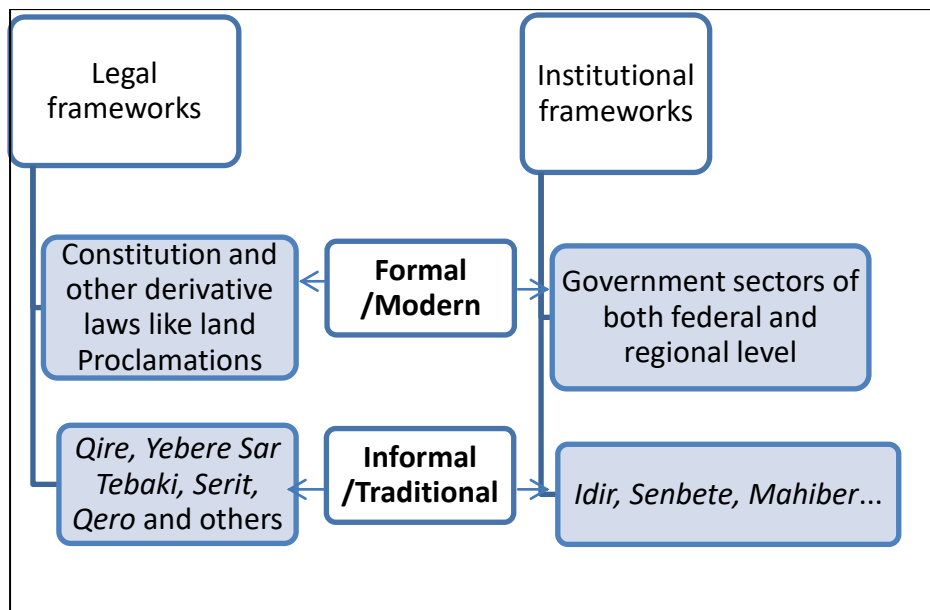 Legal
frameworks
Institutional
frameworks
Constitution and
other derivative
laws like land
Proclamations
Formal
/Modern
Government sectors of
both federal and
regional level
Qire, Yebere Sar
Tebaki, Serit,
Qero and others
Informal
/Traditional
Idir, Senbete, Mahiber...